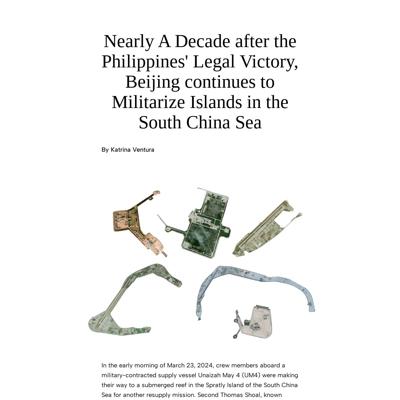 Nearly A Decade after the
Philippines' Legal Victory,
Beijing continues to
Militarize Islands in the
South China Sea
By Katrina Ventura
In the early morning of March 23, 2024, crew members aboard a
military-contracted supply vessel Unaizah May 4 (UM4) were making
their way to a submerged reef in the Spratly Island of the South China
Sea for another resupply mission. Second Thomas Shoal, known